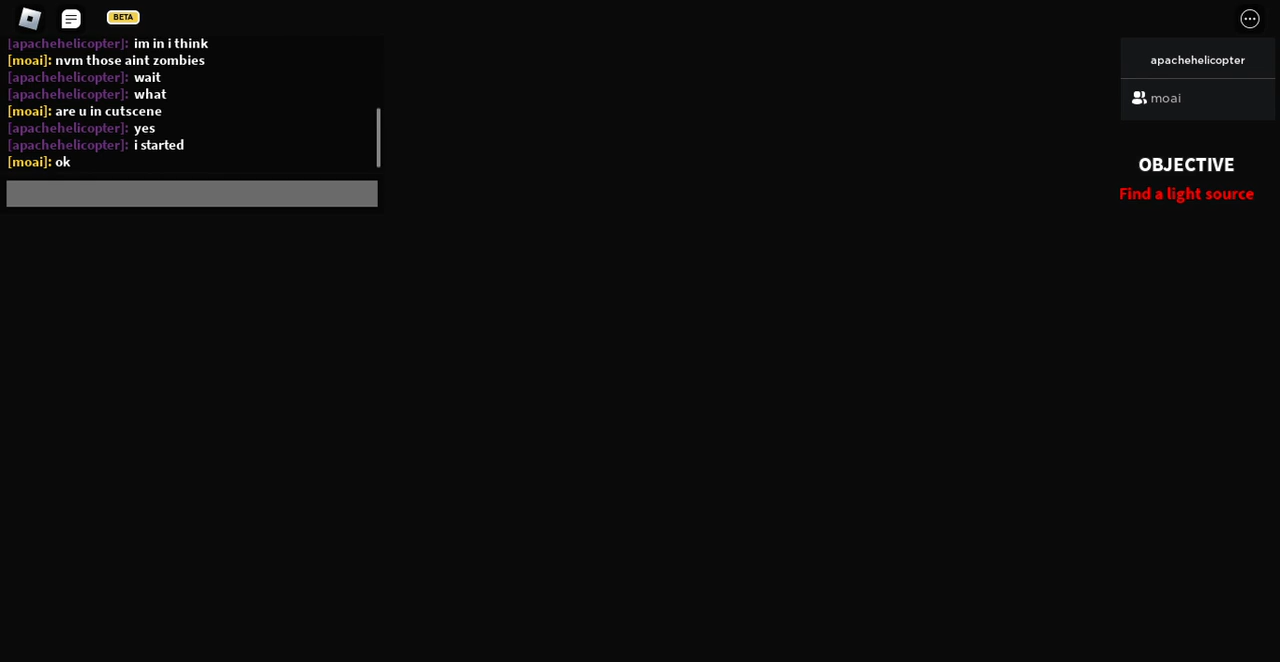 BETA
[apachehelicopter]: im in i think
[moai]: nvm those aint zombies
[apachehelicopter]: wait
[apachehelicopter]: what
[moai]: are u in cutscene
[apachehelicopter]: yes
[apachehelicopter]: i started
[moai]: ok
apachehelicopter
moai
OBJECTIVE
Find a light source